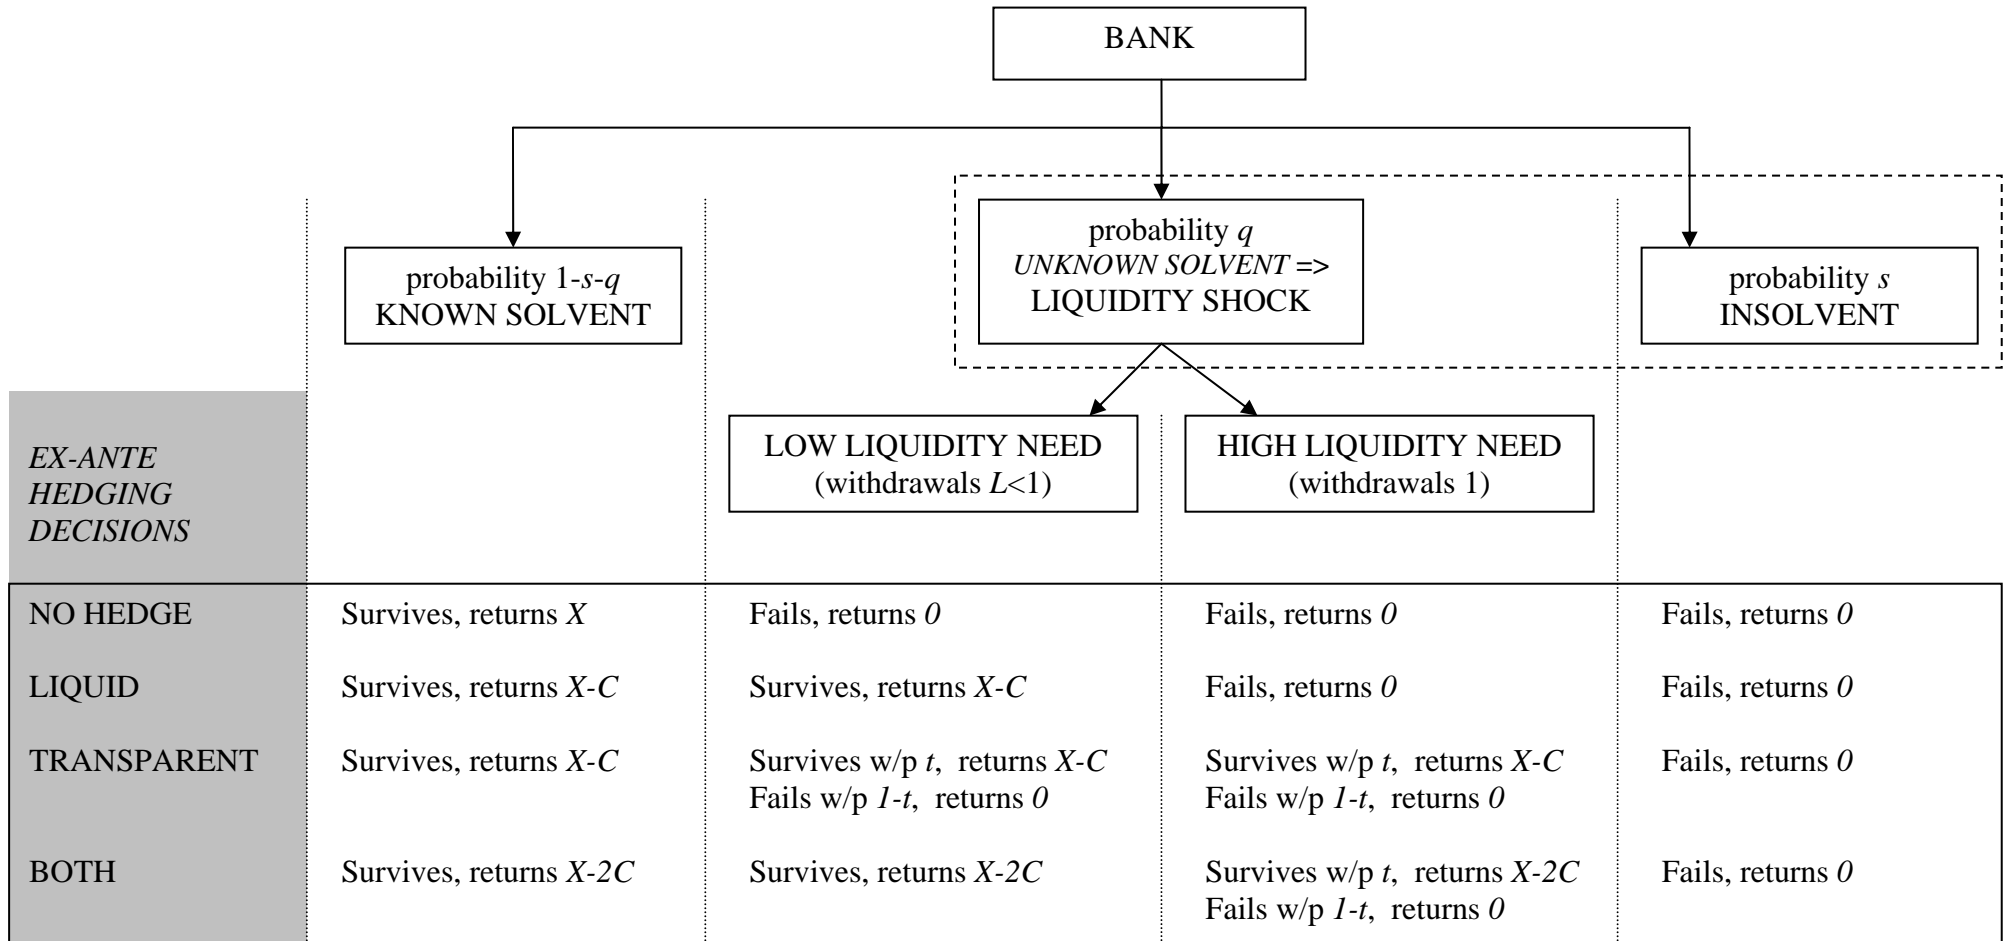 BANK
probability q
UNKNOWN SOLVENT =>
LIQUIDITY SHOCK
probability 1-s-q
KNOWN SOLVENT
probability s
INSOLVENT
LOW LIQUIDITY NEED
(withdrawals L<1)
HIGH LIQUIDITY NEED
(withdrawals 1)
EX-ANTE
HEDGING
DECISIONS
NO HEDGE
Survives, returns X
Fails, returns 0
Fails, returns 0
Fails, returns 0
LIQUID
Survives, returns X-C
Survives, returns X-C
Fails, returns 0
Fails, returns 0
TRANSPARENT
Survives, returns X-C
Survives w/p t, returns X-C
Fails w/p 1-t, returns 0
Survives w/p t, returns X-C
Fails w/p 1-t, returns 0
Fails, returns 0
BOTH
Survives, returns X-2C
Survives, returns X-2C
Survives w/p t, returns X-2C
Fails w/p 1-t, returns 0
Fails, returns 0